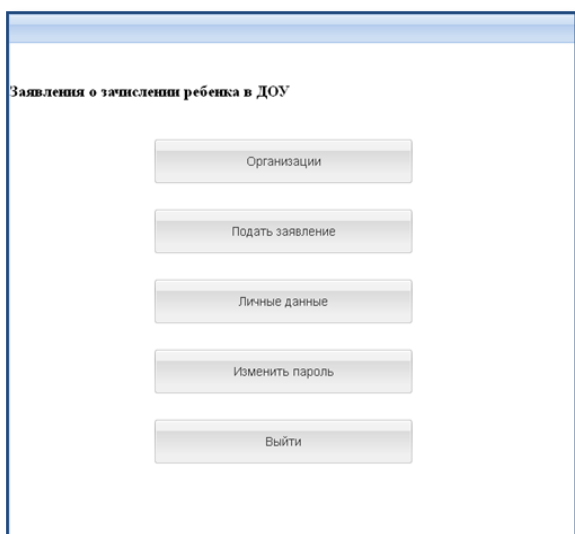 Заявления о зачислении ребенка в ДОУ
Организации
Подать заявление
Личные данные
Изменить пароль
Выйти